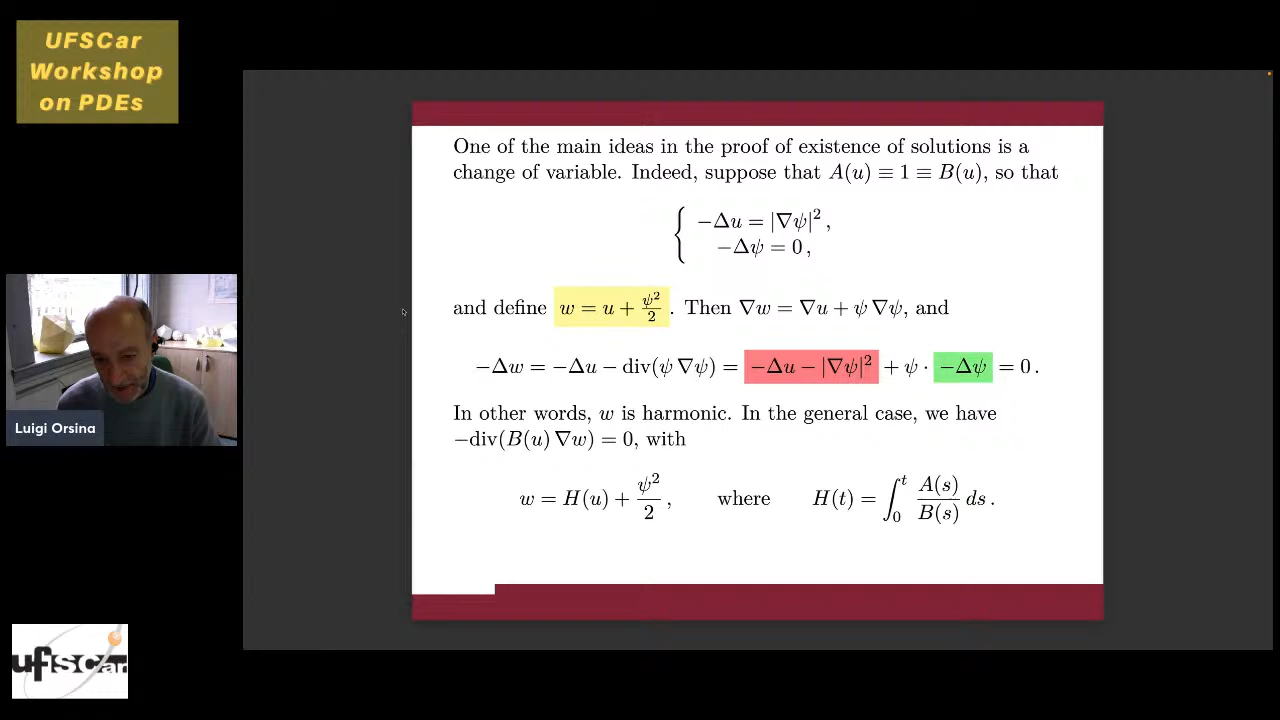 UFSCar
Workshop
on PDEs
One of the main ideas in the proof of existence of solutions is a
change of variable. Indeed, suppose that A(u) ≡ 1 ≡ B(u), so that
−Δu = |∇ψ|² ,
−Δψ = 0 ,
and define w = u + ψ²/2 . Then ∇w = ∇u + ψ ∇ψ, and
−Δw = −Δu − div(ψ ∇ψ) = −Δu − |∇ψ|² + ψ · −Δψ = 0 .
In other words, w is harmonic. In the general case, we have
−div(B(u) ∇w) = 0, with
w = H(u) + ψ²/2 , where H(t) = ∫₀ᵗ A(s)/B(s) ds .
Luigi Orsina
ufscar